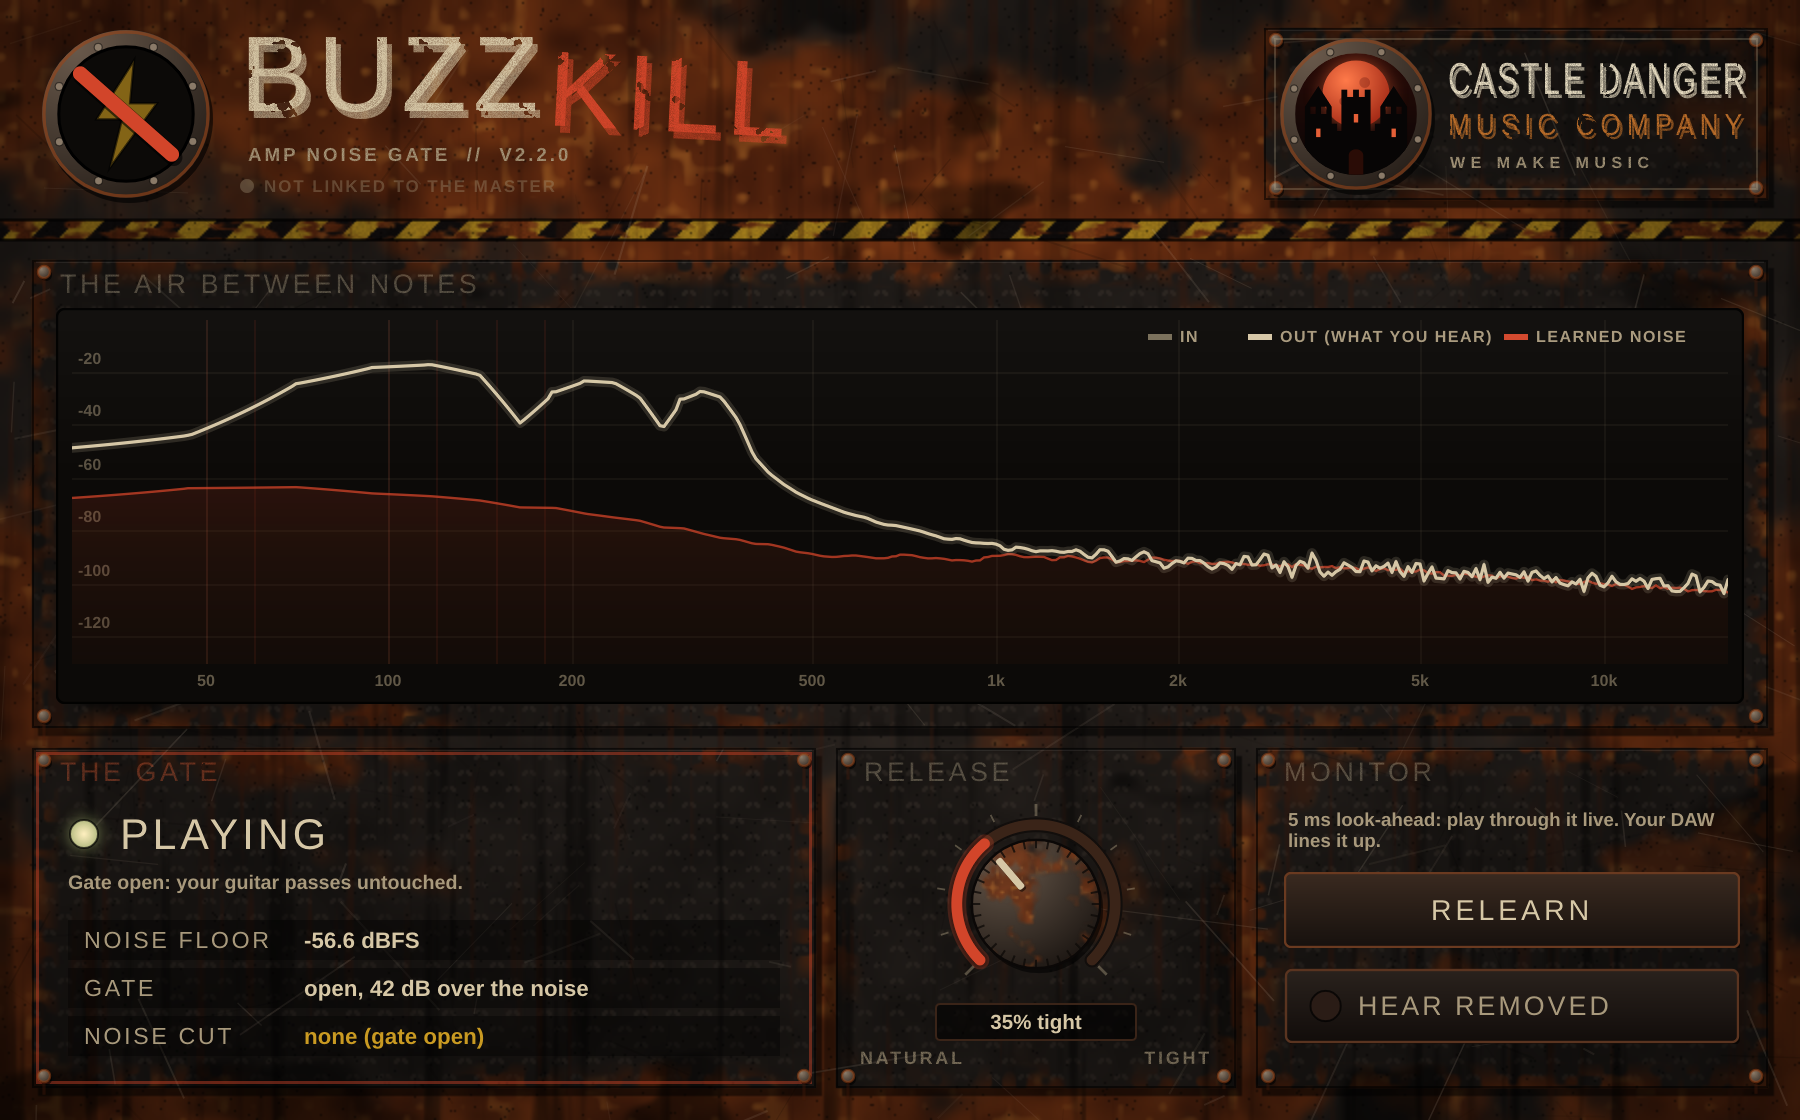 BUZZ KILL
AMP NOISE GATE // V2.2.0
NOT LINKED TO THE MASTER
CASTLE DANGER
MUSIC COMPANY
WE MAKE MUSIC
THE AIR BETWEEN NOTES
IN OUT (WHAT YOU HEAR) LEARNED NOISE
-20
-40
-60
-80
-100
-120
50 100 200 500 1k 2k 5k 10k
THE GATE
PLAYING
Gate open: your guitar passes untouched.
NOISE FLOOR -56.6 dBFS
GATE open, 42 dB over the noise
NOISE CUT none (gate open)
RELEASE
35% tight
NATURAL TIGHT
MONITOR
5 ms look-ahead: play through it live. Your DAW
lines it up.
RELEARN
HEAR REMOVED